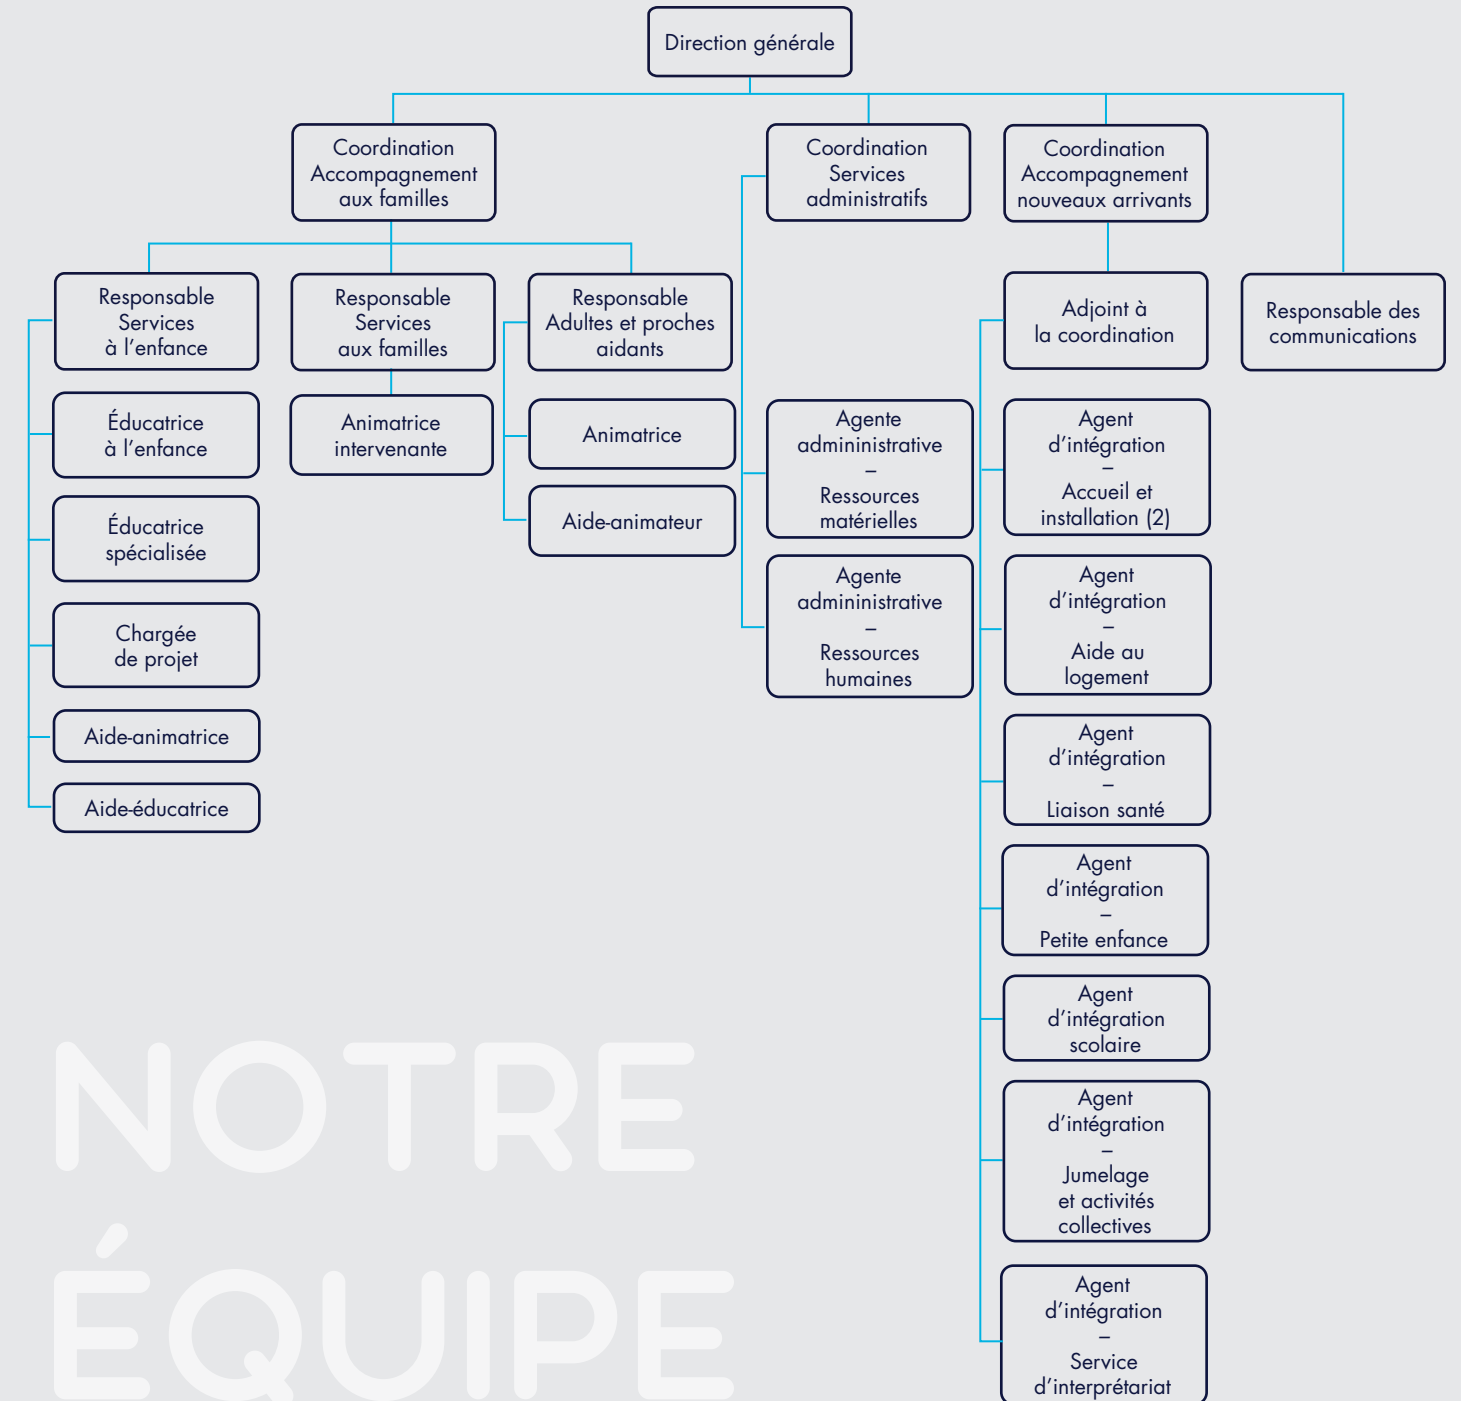 Direction générale
Coordination
Accompagnement
aux familles
Coordination
Services
administratifs
Coordination
Accompagnement
nouveaux arrivants
Responsable
Services
à l’enfance
Responsable
Services
aux familles
Responsable
Adultes et proches
aidants
Adjoint à
la coordination
Responsable des
communications
Éducatrice
à l’enfance
Éducatrice
spécialisée
Chargée
de projet
Aide-animatrice
Aide-éducatrice
Animatrice
intervenante
Animatrice
Aide-animateur
Agente
admininistrative
–
Ressources
matérielles
Agente
admininistrative
–
Ressources
humaines
Agent
d’intégration
–
Accueil et
installation (2)
Agent
d’intégration
–
Aide au
logement
Agent
d’intégration
–
Liaison santé
Agent
d’intégration
–
Petite enfance
Agent
d’intégration
scolaire
Agent
d’intégration
–
Jumelage
et activités
collectives
Agent
d’intégration
–
Service
d’interprétariat
NOTRE
ÉQUIPE